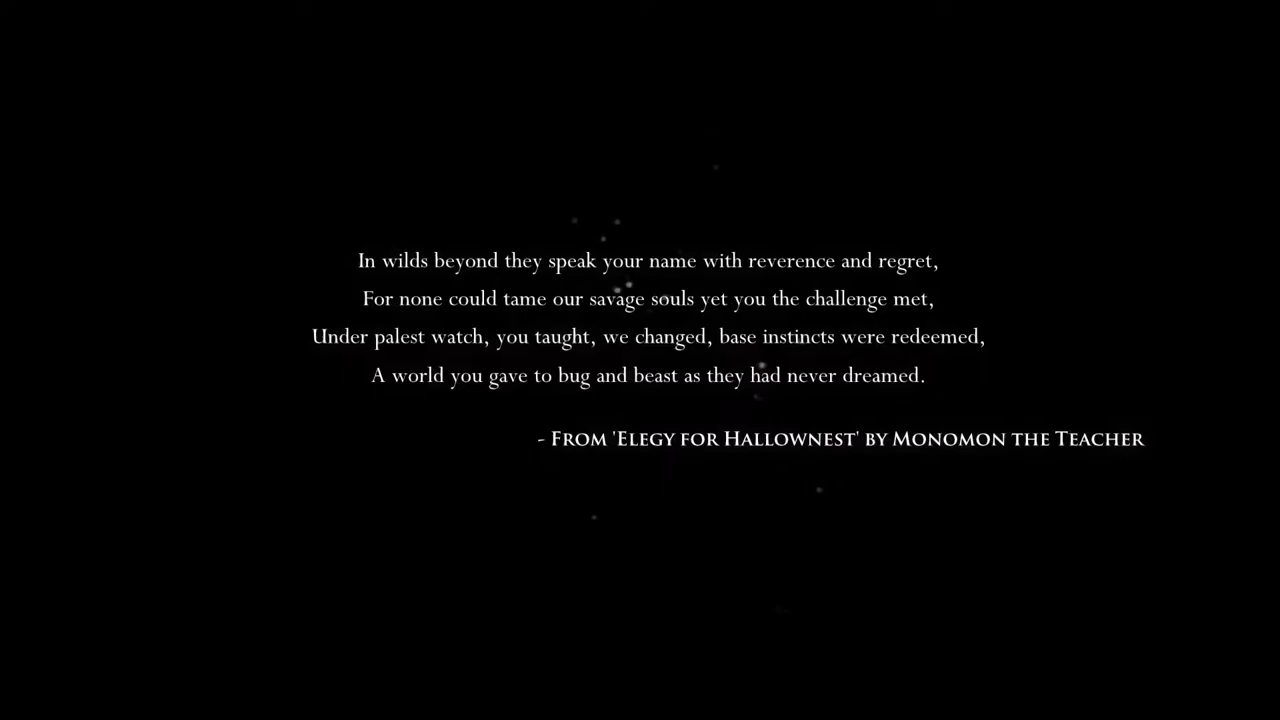 In wilds beyond they speak your name with reverence and regret,
For none could tame our savage souls yet you the challenge met,
Under palest watch, you taught, we changed, base instincts were redeemed,
A world you gave to bug and beast as they had never dreamed.
- From 'Elegy for Hallownest' by Monomon the Teacher